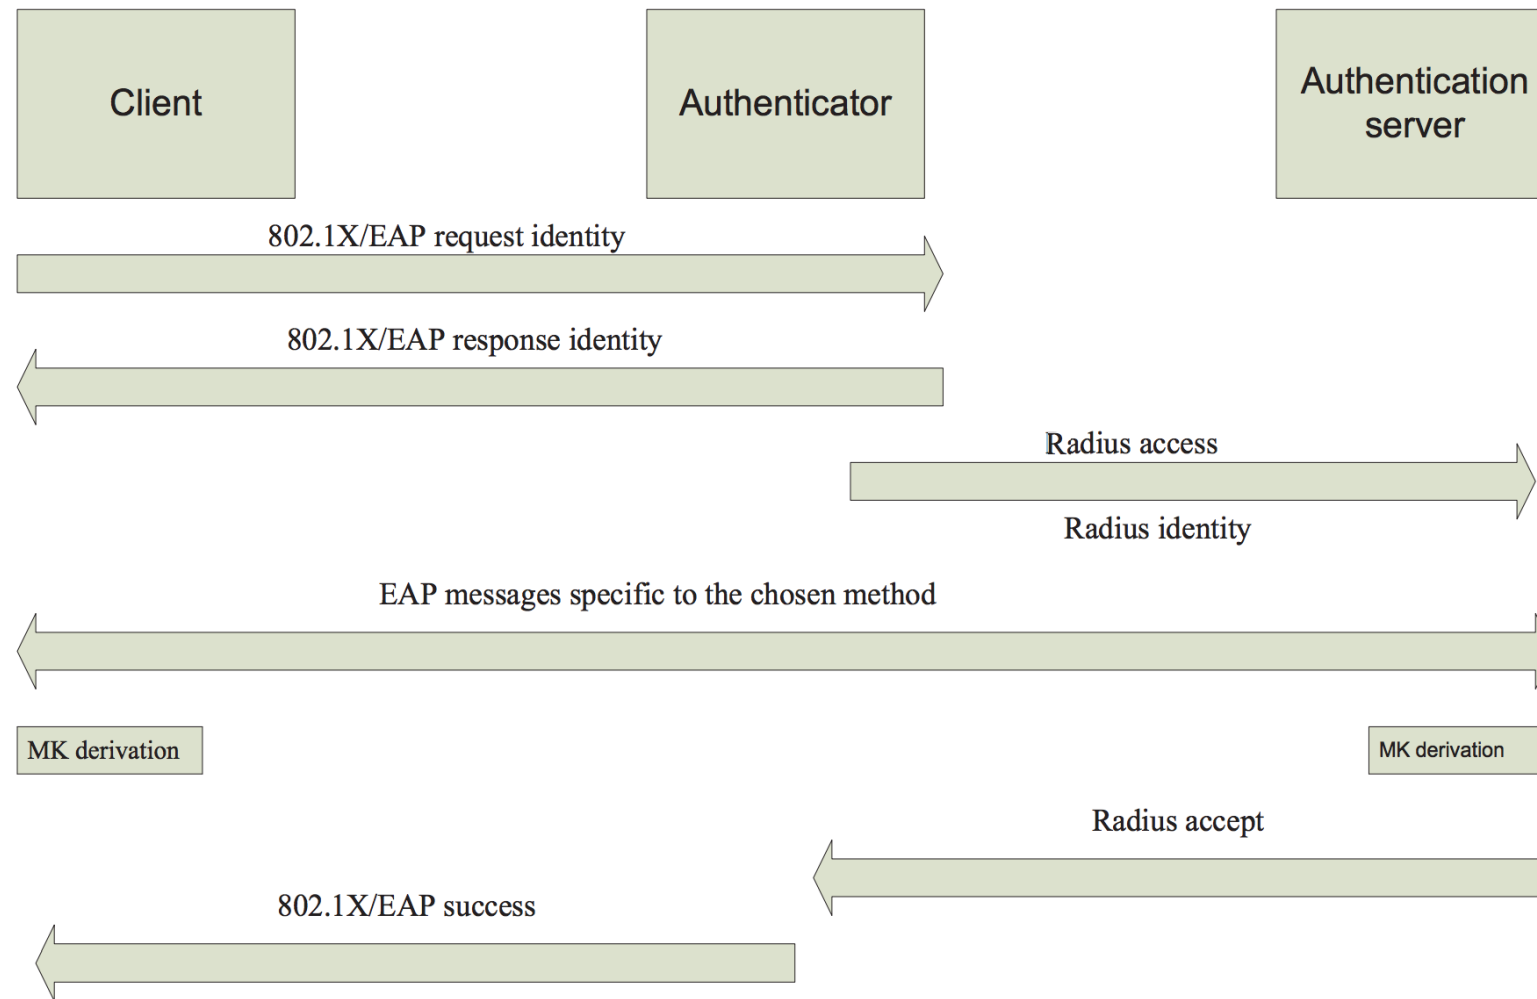 Client
Authenticator
Authentication
server
802.1X/EAP request identity
802.1X/EAP response identity
Radius access
Radius identity
EAP messages specific to the chosen method
MK derivation
MK derivation
Radius accept
802.1X/EAP success